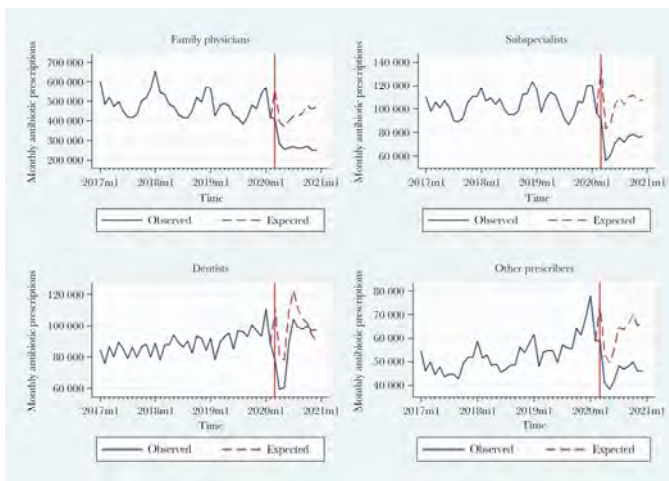 Family physicians
Monthly antibiotic prescriptions
700 000
600 000
500 000
400 000
300 000
200 000
2017m1 2018m1 2019m1 2020m1 2021m1
Time
Observed Expected
Subspecialists
Monthly antibiotic prescriptions
140 000
120 000
100 000
80 000
60 000
2017m1 2018m1 2019m1 2020m1 2021m1
Time
Observed Expected
Dentists
Monthly antibiotic prescriptions
120 000
100 000
80 000
60 000
2017m1 2018m1 2019m1 2020m1 2021m1
Time
Observed Expected
Other prescribers
Monthly antibiotic prescriptions
80 000
70 000
60 000
50 000
40 000
2017m1 2018m1 2019m1 2020m1 2021m1
Time
Observed Expected